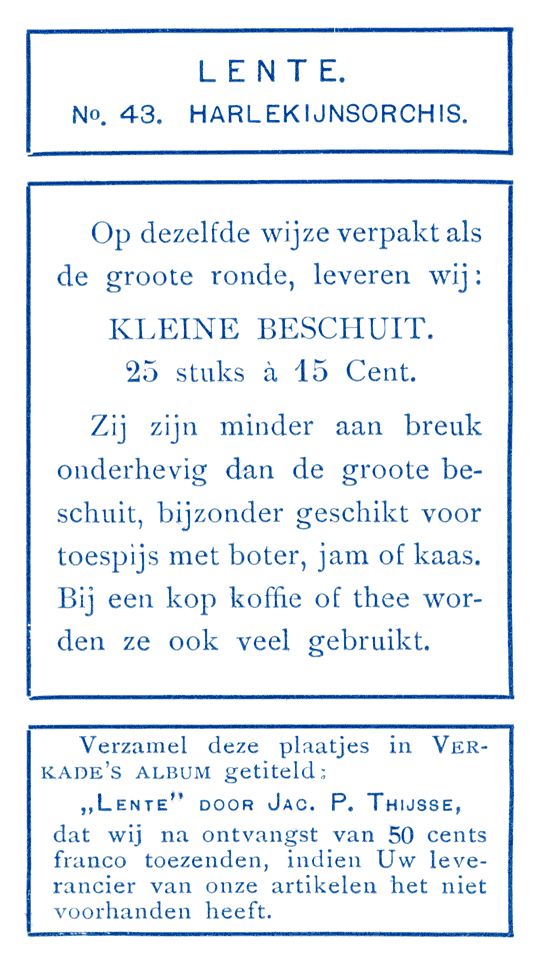 LENTE.
No. 43. HARLEKIJNSORCHIS.
Op dezelfde wijze verpakt als
de groote ronde, leveren wij:
KLEINE BESCHUIT.
25 stuks à 15 Cent.
Zij zijn minder aan breuk
onderhevig dan de groote be-
schuit, bijzonder geschikt voor
toespijs met boter, jam of kaas.
Bij een kop koffie of thee wor-
den ze ook veel gebruikt.
Verzamel deze plaatjes in VER-
KADE'S ALBUM getiteld:
„LENTE" DOOR JAC. P. THIJSSE,
dat wij na ontvangst van 50 cents
franco toezenden, indien Uw leve-
rancier van onze artikelen het niet
voorhanden heeft.